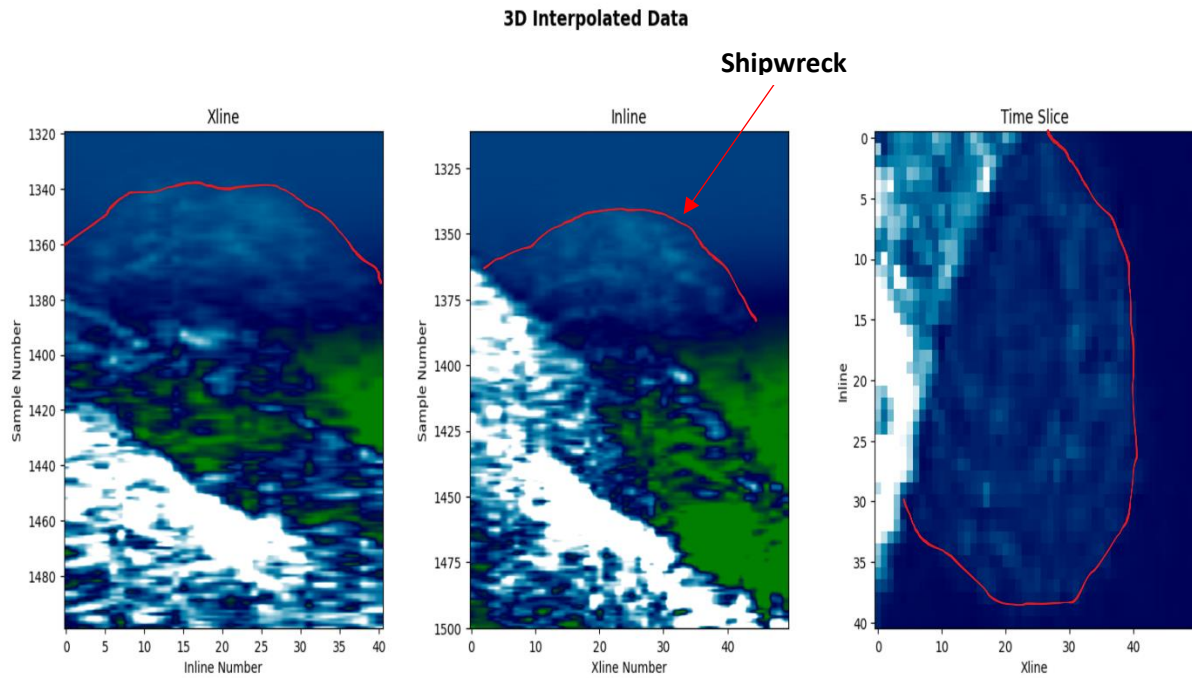 3D Interpolated Data
Shipwreck
Xline
1320
1340
1360
1380
1400
1420
1440
1460
1480
Sample Number
0 5 10 15 20 25 30 35 40
Inline Number
Inline
1325
1350
1375
1400
1425
1450
1475
1500
Sample Number
0 10 20 30 40
Xline Number
Time Slice
0
5
10
15
20
25
30
35
40
Inline
0 10 20 30 40
Xline